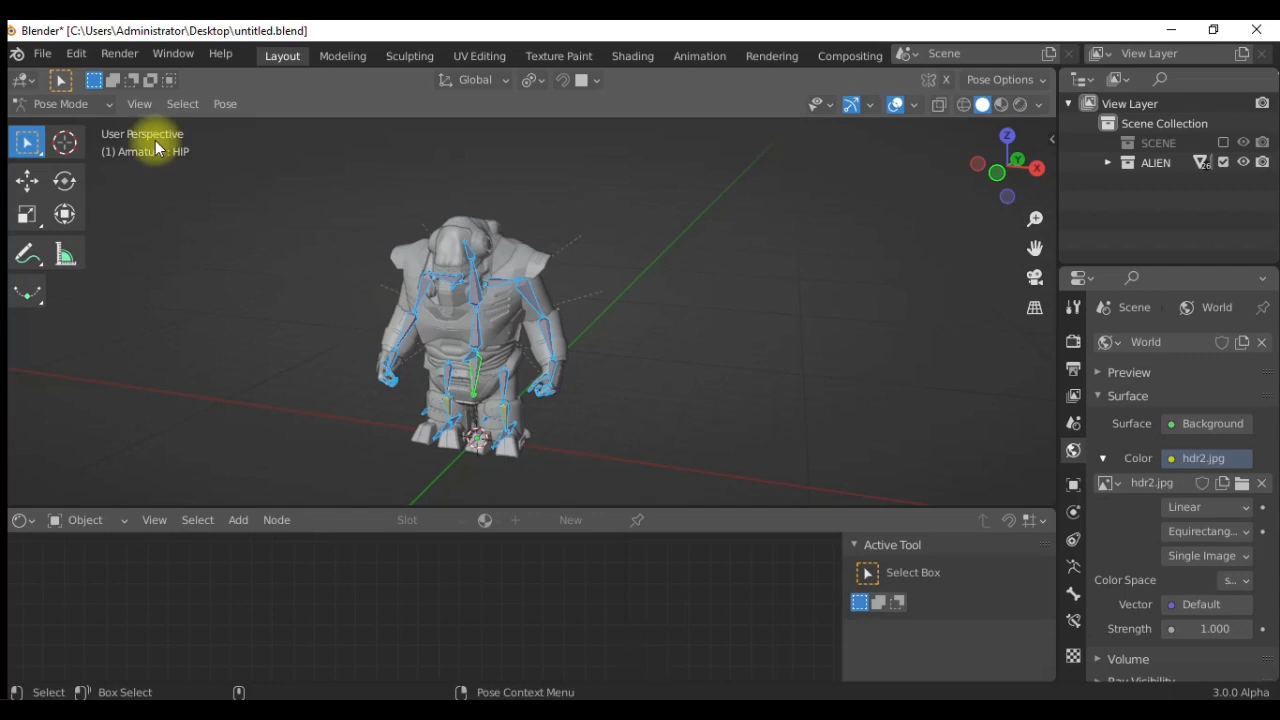 Blender* [C:\Users\Administrator\Desktop\untitled.blend]
File Edit Render Window Help Layout Modeling Sculpting UV Editing Texture Paint Shading Animation Rendering Compositing Scene View Layer
Global X Pose Options
Pose Mode View Select Pose
User Perspective
(1) Armature : HIP
Z
Y
X
View Layer
Scene Collection
SCENE
ALIEN 26
Scene World
World
Preview
Surface
Surface Background
Color hdr2.jpg
hdr2.jpg
Linear
Equirectang...
Single Image
Color Space s...
Vector Default
Strength 1.000
Volume
Ray Visibility
Object View Select Add Node Slot New
Active Tool
Select Box
Select Box Select Pose Context Menu 3.0.0 Alpha